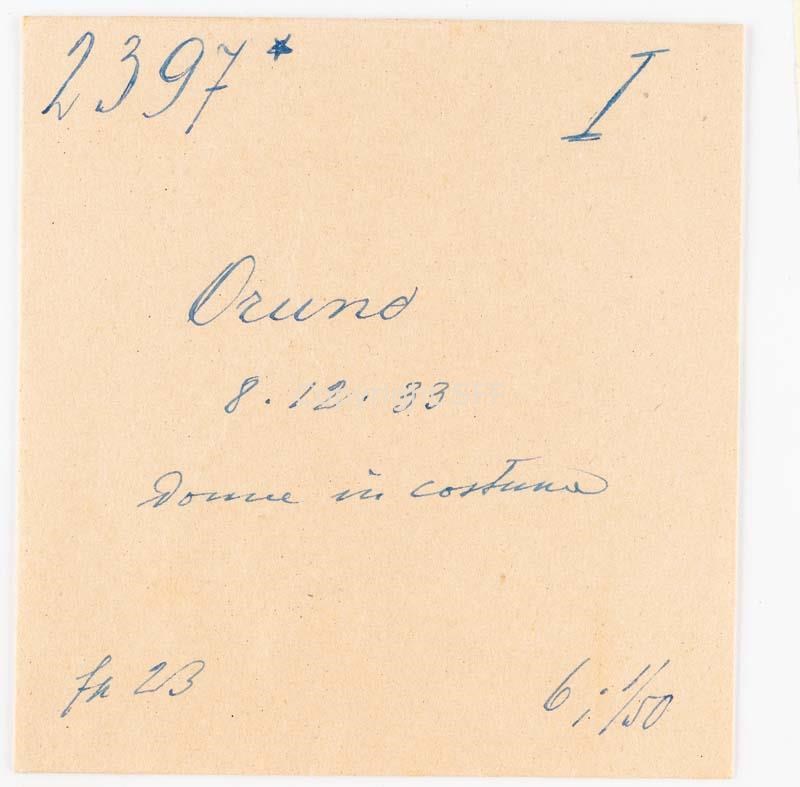 2397* I
Oruno
8.12.33
Donne in costume
fn 23
6; 1/50